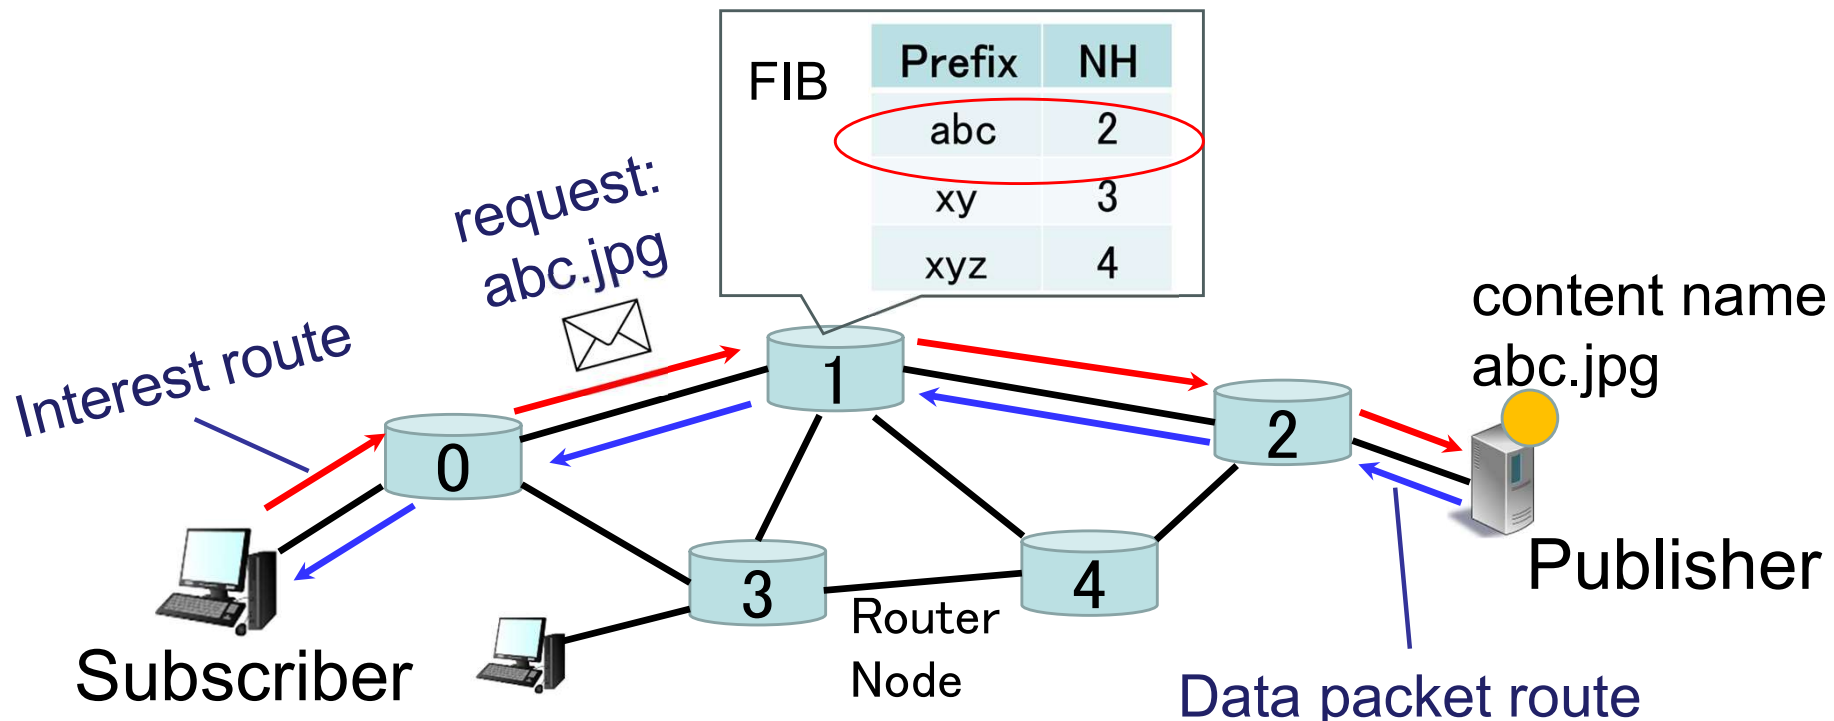 FIB
Prefix NH
abc 2
xy 3
xyz 4
request:
abc.jpg
Interest route
content name
abc.jpg
0
1
2
3
4
Router
Node
Subscriber
Publisher
Data packet route